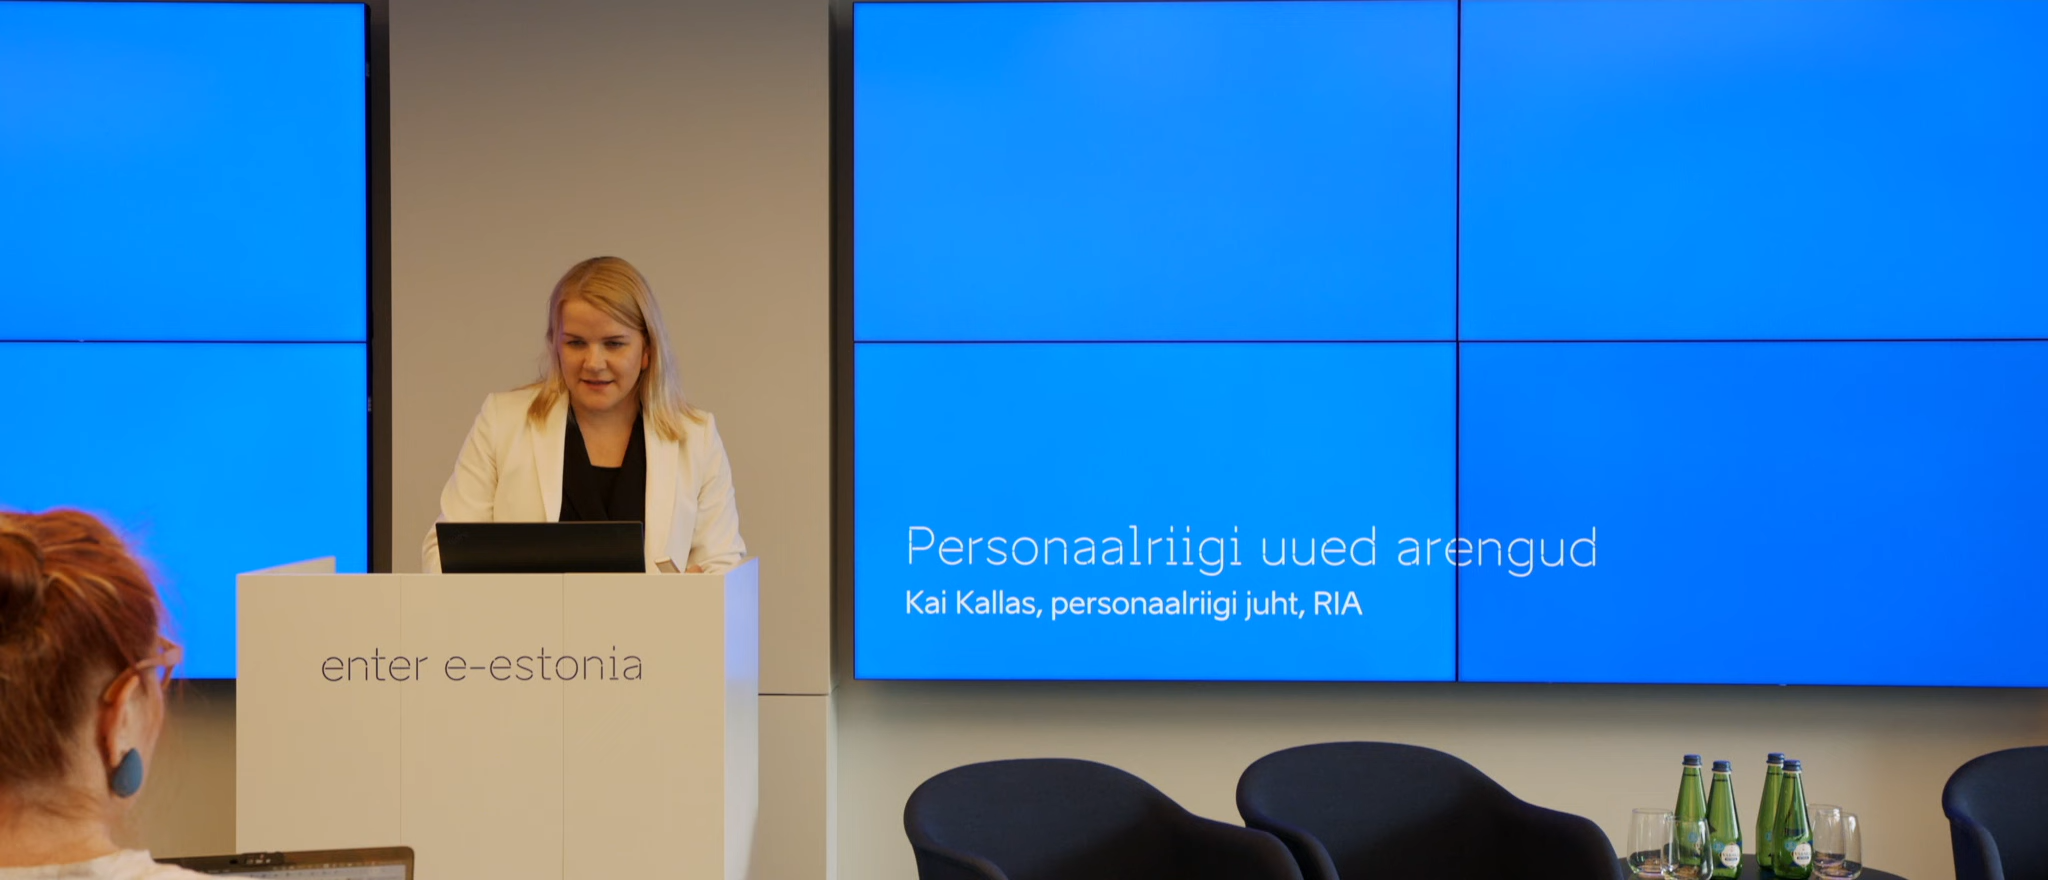 Personaalriigi uued arengud
Kai Kallas, personaalriigi juht, RIA
enter e-estonia